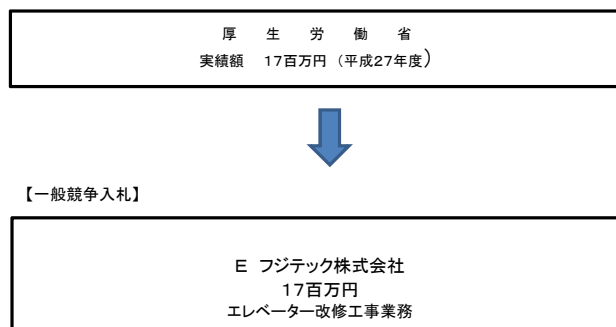 厚　生　労　働　省
実績額　17百万円（平成27年度）
【一般競争入札】
E フジテック株式会社
17百万円
エレベーター改修工事業務